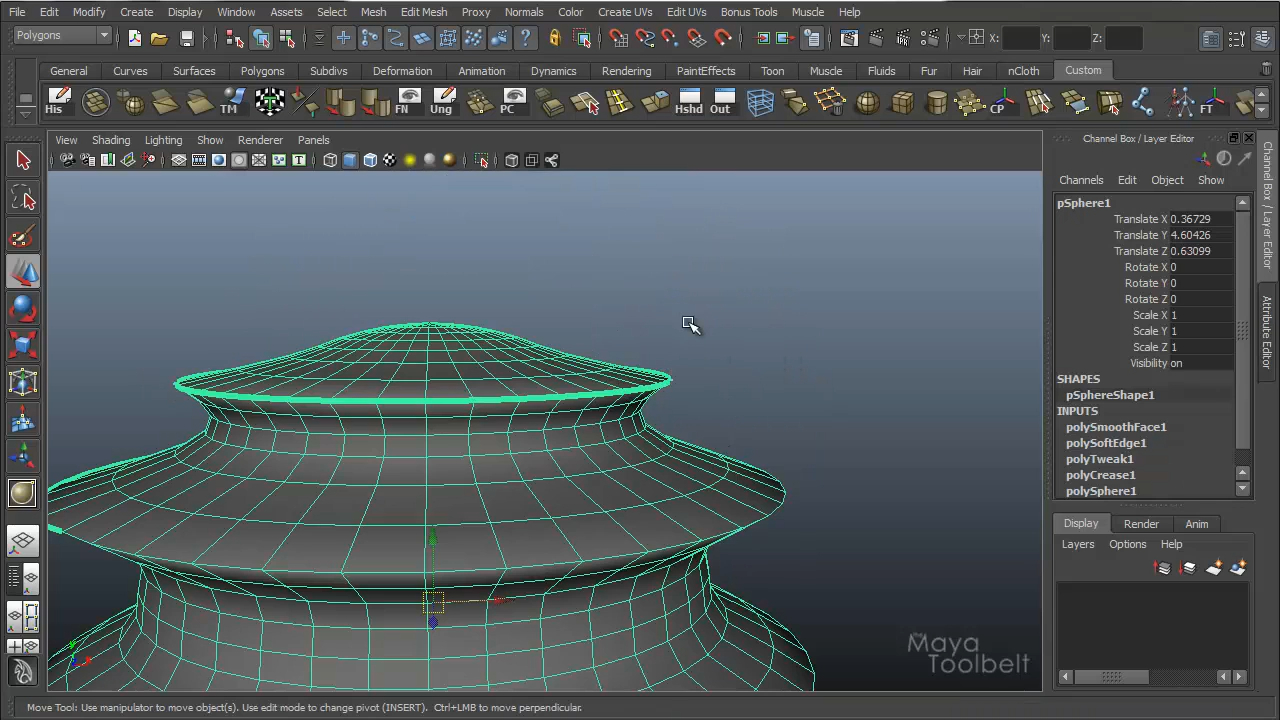 File Edit Modify Create Display Window Assets Select Mesh Edit Mesh Proxy Normals Color Create UVs Edit UVs Bonus Tools Muscle Help
Polygons X: Y: Z:
General Curves Surfaces Polygons Subdivs Deformation Animation Dynamics Rendering PaintEffects Toon Muscle Fluids Fur Hair nCloth Custom
His TM FN Ung PC Hshd Out CP FT
View Shading Lighting Show Renderer Panels
Channel Box / Layer Editor
Channels Edit Object Show
pSphere1
Translate X 0.36729
Translate Y 4.60426
Translate Z 0.63099
Rotate X 0
Rotate Y 0
Rotate Z 0
Scale X 1
Scale Y 1
Scale Z 1
Visibility on
SHAPES
pSphereShape1
INPUTS
polySmoothFace1
polySoftEdge1
polyTweak1
polyCrease1
polySphere1
Display Render Anim
Layers Options Help
Channel Box / Layer Editor
Attribute Editor
Maya
Toolbelt
Move Tool: Use manipulator to move object(s). Use edit mode to change pivot (INSERT). Ctrl+LMB to move perpendicular.